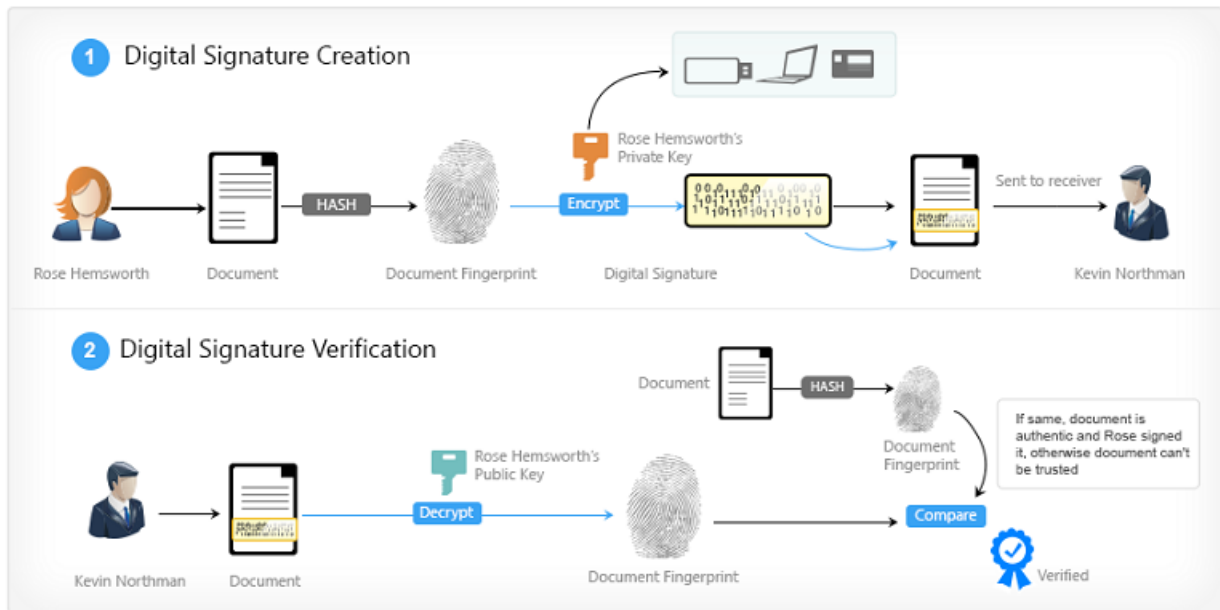 1 Digital Signature Creation
Rose Hemsworth's
Private Key
Sent to receiver
HASH
Encrypt
Rose Hemsworth
Document
Document Fingerprint
Digital Signature
Document
Kevin Northman
2 Digital Signature Verification
Document
HASH
If same, document is
authentic and Rose signed
it, otherwise document can't
be trusted
Document
Fingerprint
Rose Hemsworth's
Public Key
Decrypt
Compare
Kevin Northman
Document
Document Fingerprint
Verified